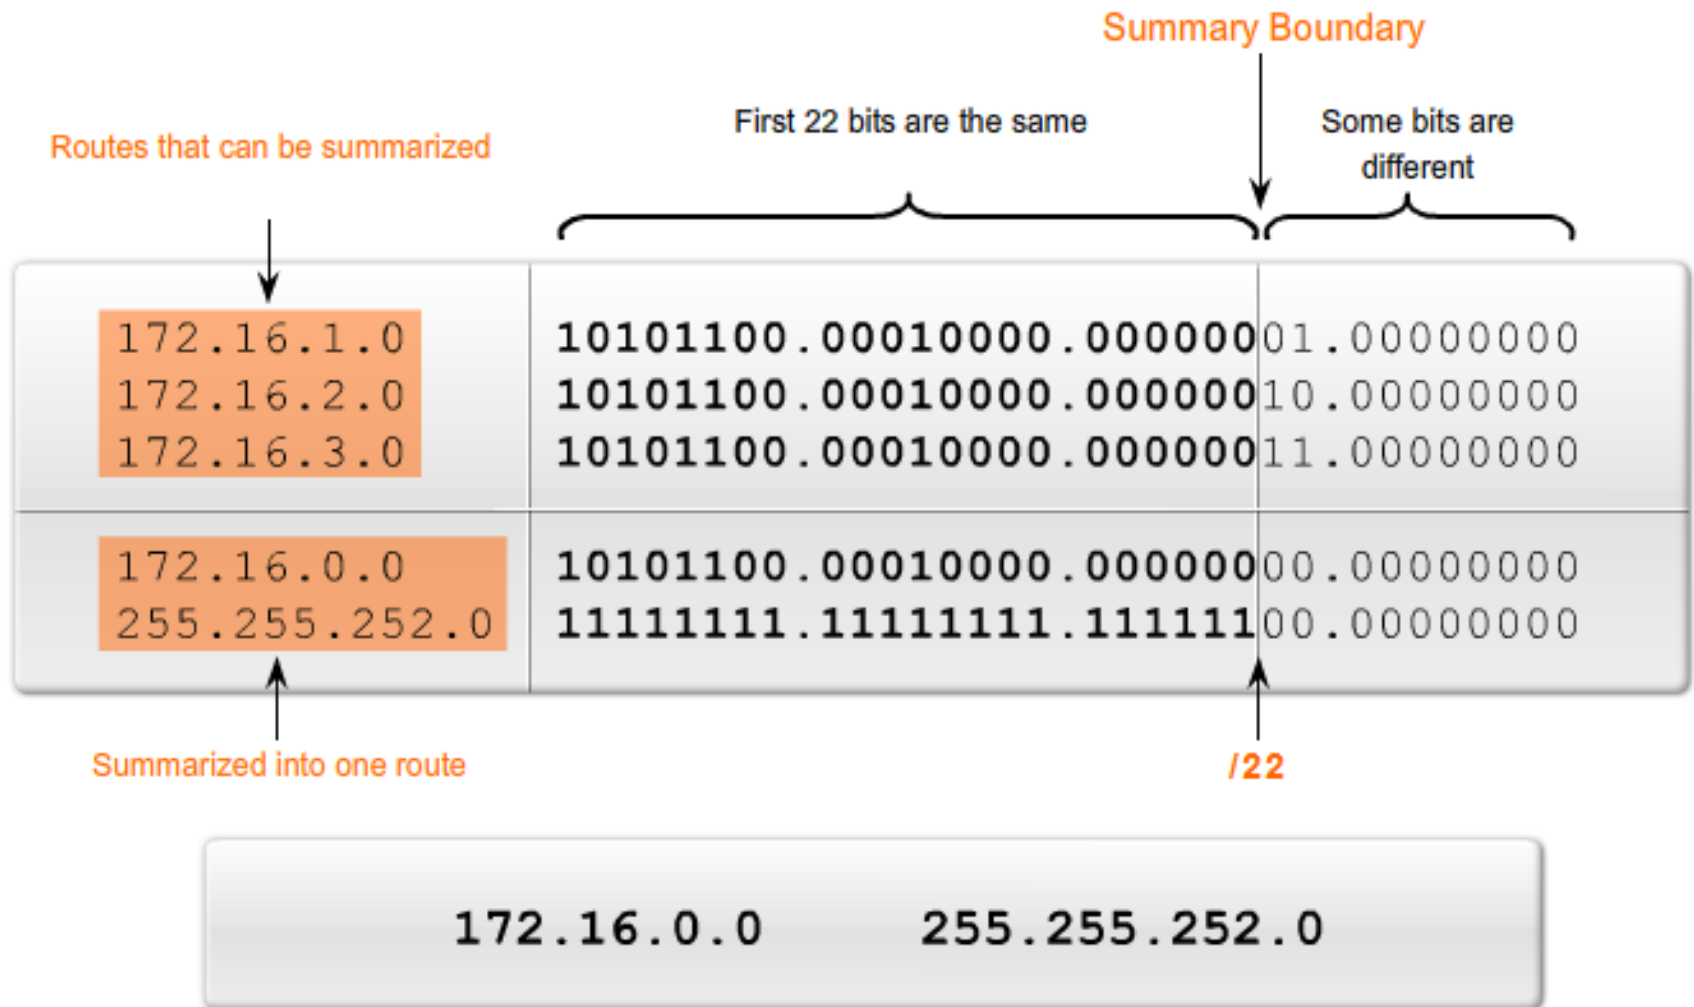 Summary Boundary
First 22 bits are the same
Some bits are
different
Routes that can be summarized
172.16.1.0 10101100.00010000.00000001.00000000
172.16.2.0 10101100.00010000.00000010.00000000
172.16.3.0 10101100.00010000.00000011.00000000
172.16.0.0 10101100.00010000.00000000.00000000
255.255.252.0 11111111.11111111.11111100.00000000
Summarized into one route
/22
172.16.0.0 255.255.252.0